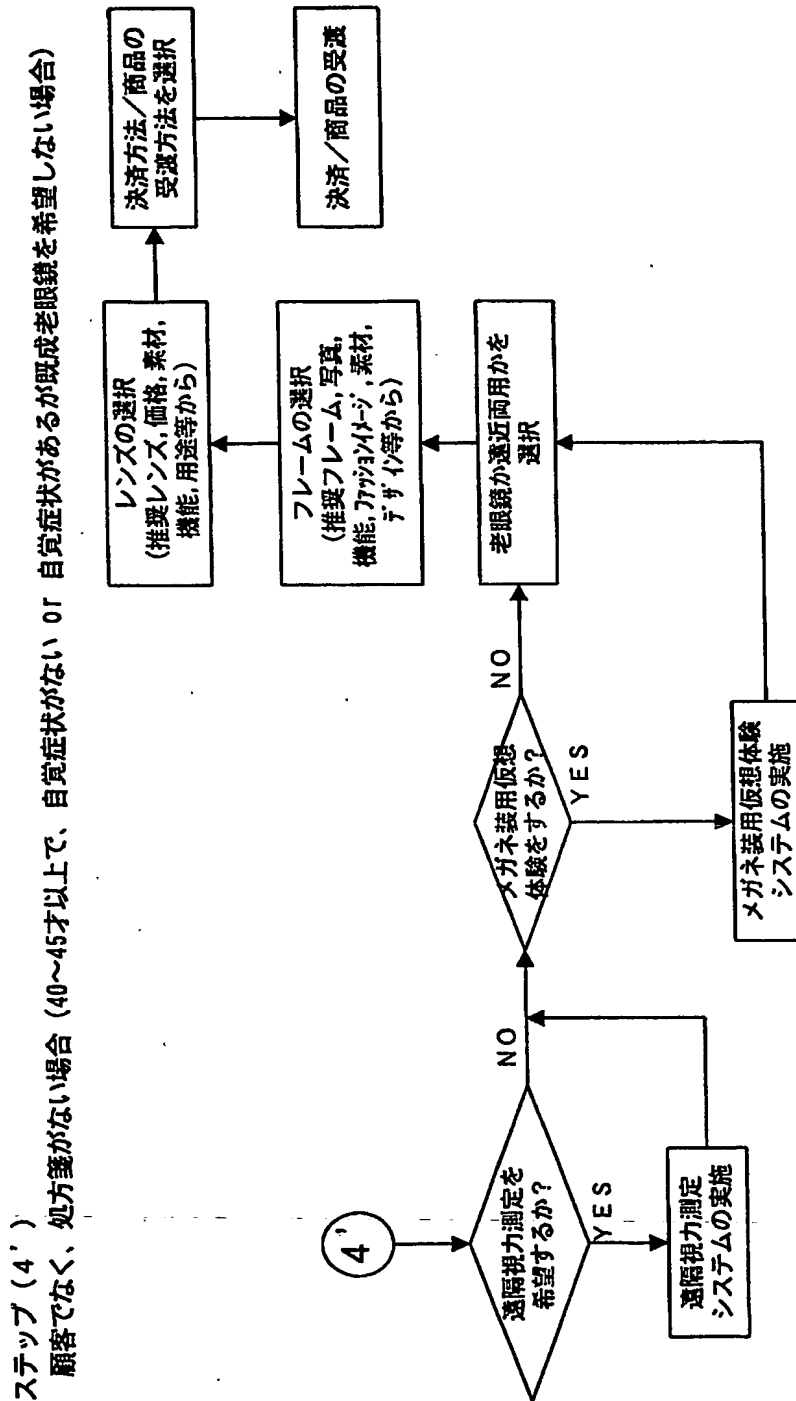 ステップ（4'）
顧客でなく、処方箋がない場合（40～45才以上で、自覚症状がない or 自覚症状があるが既成老眼鏡を希望しない場合）
4'
遠隔視力測定を
希望するか？
NO
YES
遠隔視力測定
システムの実施
メガネ装用仮想
体験をするか？
NO
YES
メガネ装用仮想体験
システムの実施
老眼鏡か遠近両用かを
選択
フレームの選択
(推奨フレーム,写真,
機能,ファッションイメージ,素材,
デザイン等から)
レンズの選択
(推奨レンズ,価格,素材,
機能,用途等から)
決済方法／商品の
受渡方法を選択
決済／商品の受渡